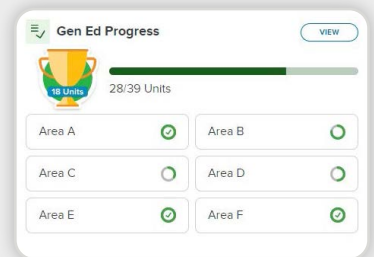 Gen Ed Progress
VIEW
18 Units
28/39 Units
Area A
Area B
Area C
Area D
Area E
Area F